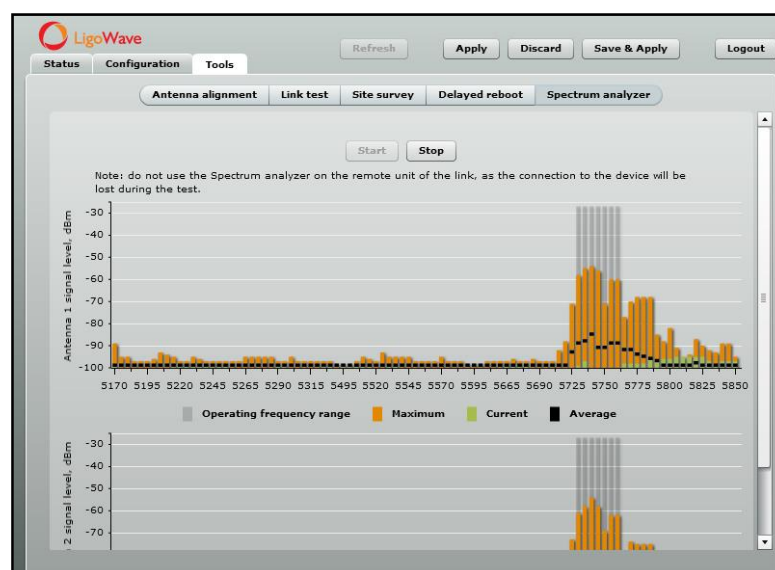 LigoWave
Refresh Apply Discard Save & Apply Logout
Status Configuration Tools
Antenna alignment Link test Site survey Delayed reboot Spectrum analyzer
Start Stop
Note: do not use the Spectrum analyzer on the remote unit of the link, as the connection to the device will be
lost during the test.
Antenna 1 signal level, dBm
-30
-40
-50
-60
-70
-80
-90
-100
5170 5195 5220 5245 5265 5290 5315 5495 5520 5545 5570 5595 5665 5690 5725 5750 5775 5800 5825 5850
Operating frequency range Maximum Current Average
2 signal level, dBm
-30
-40
-50
-60
-70